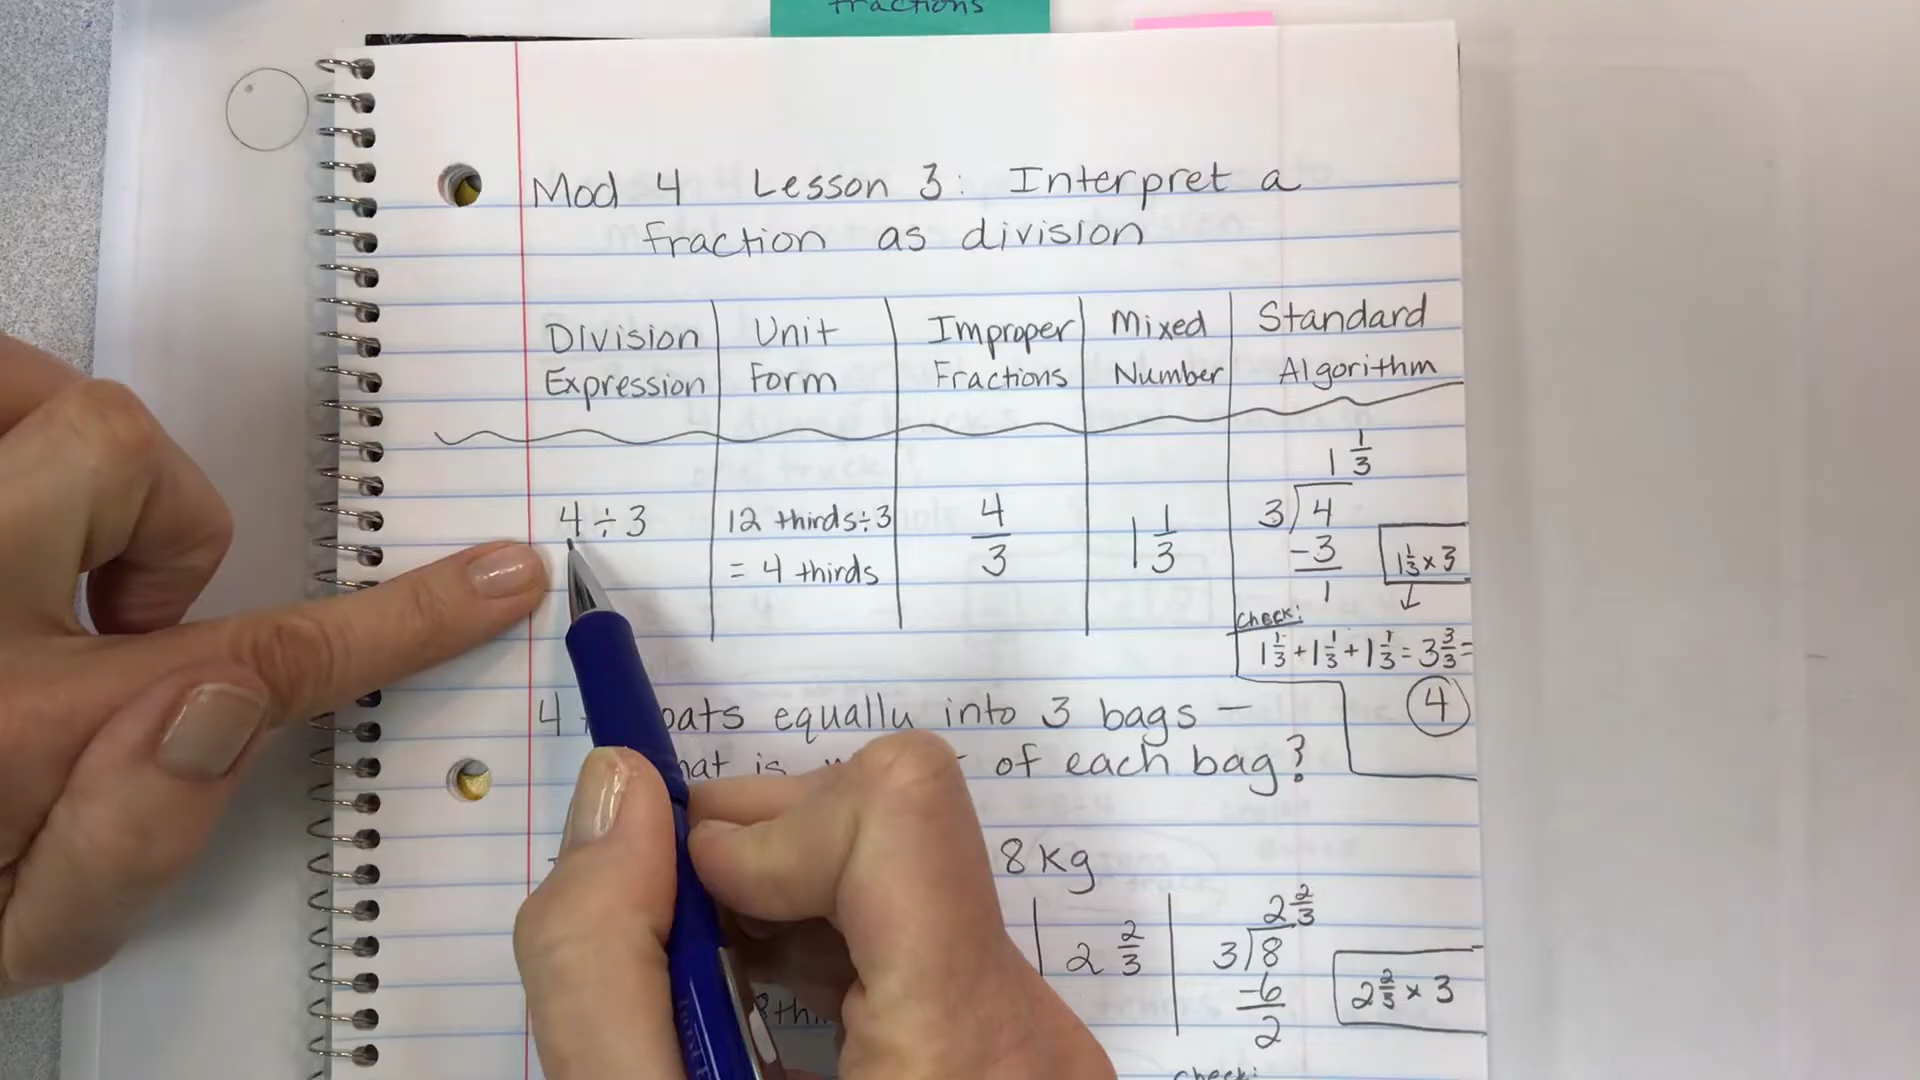 fractions
Mod 4 Lesson 3: Interpret a
fraction as division
Division Expression
Unit Form
Improper Fractions
Mixed Number
Standard Algorithm
4 ÷ 3
12 thirds ÷ 3
= 4 thirds
4/3
1 1/3
1 1/3
3)4
-3
1
1 1/3 × 3
check:
1 1/3 + 1 1/3 + 1 1/3 = 3 3/3 =
4
4 oats equally into 3 bags –
is of each bag?
8 kg
2 2/3
2 2/3
3)8
-6
2
2 2/3 × 3
check: